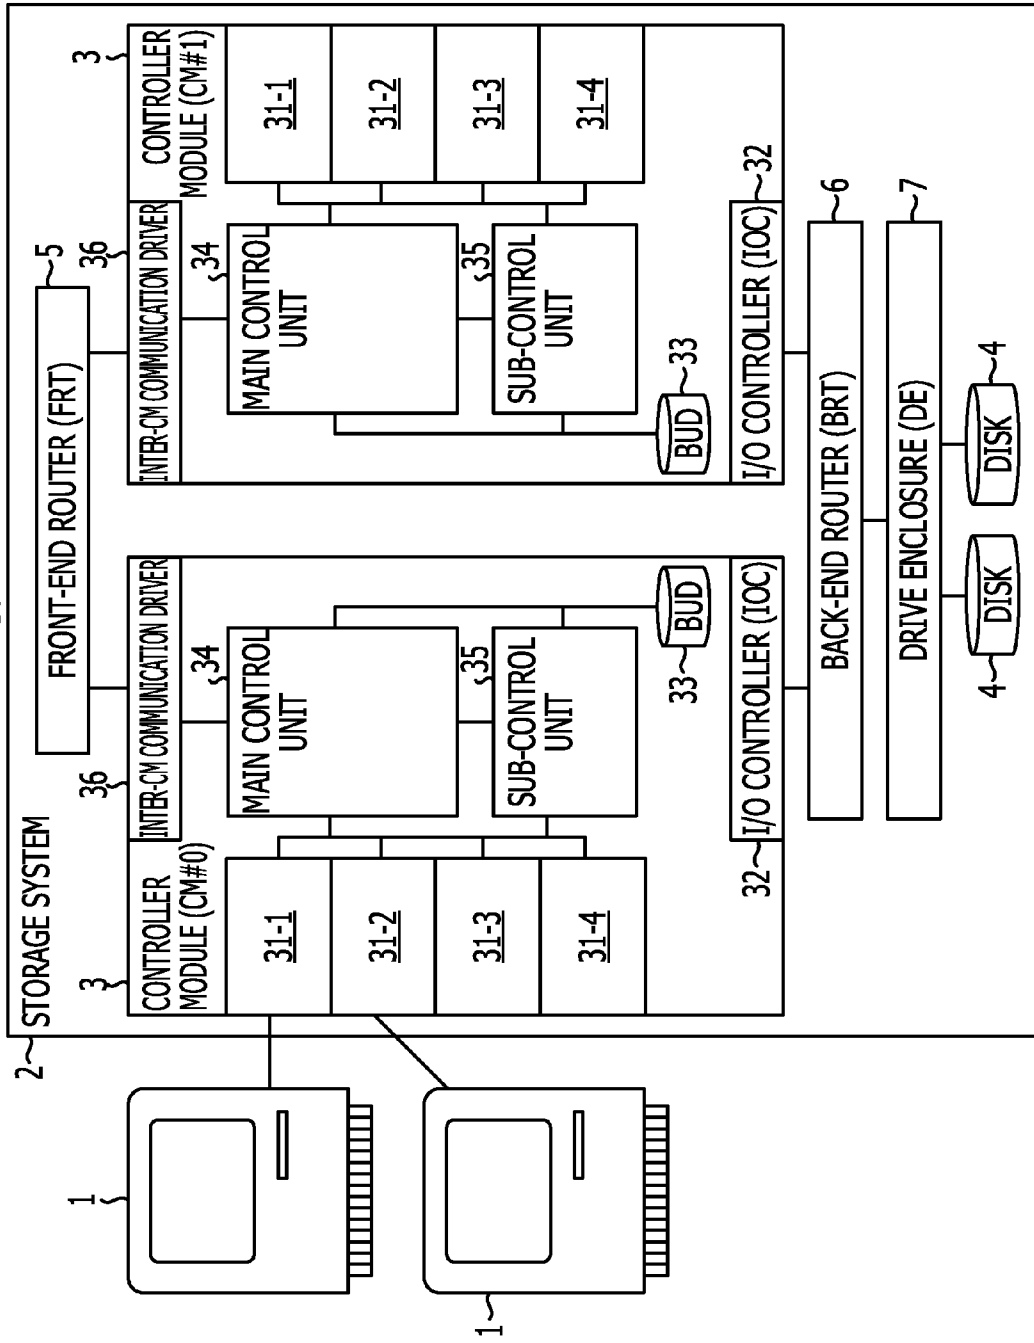 2
STORAGE SYSTEM
5
FRONT-END ROUTER (FRT)
3
CONTROLLER
MODULE (CM#0)
36
INTER-CM COMMUNICATION DRIVER
31-1
31-2
31-3
31-4
34
MAIN CONTROL
UNIT
35
SUB-CONTROL
UNIT
33
BUD
32
I/O CONTROLLER (IOC)
36
INTER-CM COMMUNICATION DRIVER
3
CONTROLLER
MODULE (CM#1)
34
MAIN CONTROL
UNIT
35
SUB-CONTROL
UNIT
31-1
31-2
31-3
31-4
33
BUD
32
I/O CONTROLLER (IOC)
6
BACK-END ROUTER (BRT)
7
DRIVE ENCLOSURE (DE)
4
DISK
4
DISK
1
1